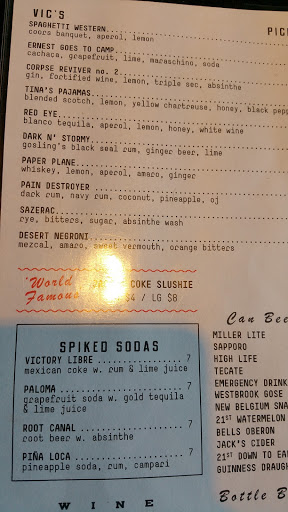 VIC'S
PIC
SPAGHETTI WESTERN
coors banquet, aperol, lemon
ERNEST GOES TO CAMP
cachaca, grapefruit, lime, mareschino, soda
CORPSE REVIVER no. 2
gin, fortified wine, lemon, triple sec, absinthe
TINA'S PAJAMAS
blended scotch, lemon, yellow chartreuse, honey, black pepp
RED EYE
blanco tequila, aperol, lemon, honey, white wine
DARK N' STORMY
gosling's black seal rum, ginger beer, lime
PAPER PLANE
whiskey, lemon, aperol, amaro, ginger
PAIN DESTROYER
dark rum, navy rum, coconut, pineapple, oj
SAZERAC
rye, bitters, sugar, absinthe wash
DESERT NEGRONI
mezcal, amaro, sweet vermouth, orange bitters
'World
Famous
COKE SLUSHIE
$4 / LG $8
SPIKED SODAS
VICTORY LIBRE 7
mexican coke w. rum & lime juice
PALOMA 7
grapefruit soda w. gold tequila
& lime juice
ROOT CANAL 7
root beer w. absinthe
PIÑA LOCA 7
pineapple soda, rum, campari
WINE
Can Bee
MILLER LITE
SAPPORO
HIGH LIFE
TECATE
EMERGENCY DRINK
WESTBROOK GOSE
NEW BELGIUM SNA
21ST WATERMELON
BELLS OBERON
JACK'S CIDER
21ST DOWN TO EA
GUINNESS DRAUGH
Bottle B